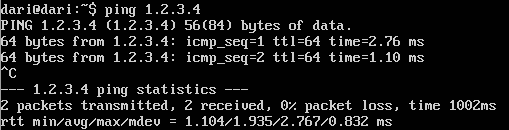 dari@dari:~$ ping 1.2.3.4
PING 1.2.3.4 (1.2.3.4) 56(84) bytes of data.
64 bytes from 1.2.3.4: icmp_seq=1 ttl=64 time=2.76 ms
64 bytes from 1.2.3.4: icmp_seq=2 ttl=64 time=1.10 ms
^C
--- 1.2.3.4 ping statistics ---
2 packets transmitted, 2 received, 0% packet loss, time 1002ms
rtt min/avg/max/mdev = 1.104/1.935/2.767/0.832 ms